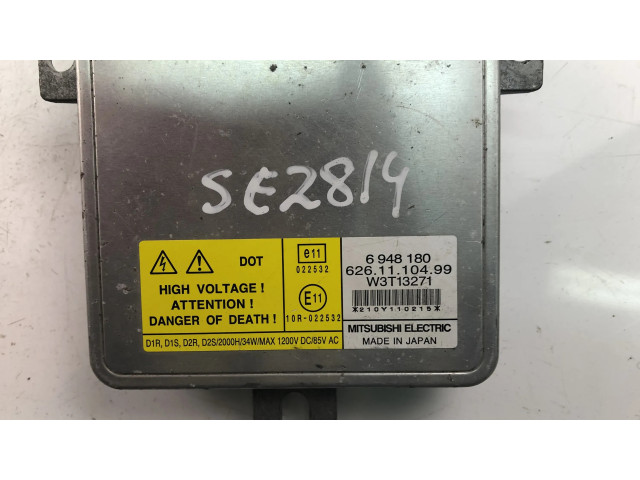 SE2814
DOT
HIGH VOLTAGE !
ATTENTION !
DANGER OF DEATH !
e11
022532
E11
10R-022532
6 948 180
626.11.104.99
W3T13271
*210Y110215*
MITSUBISHI ELECTRIC
MADE IN JAPAN
D1R, D1S, D2R, D2S/2000H/34W/MAX 1200V DC/85V AC